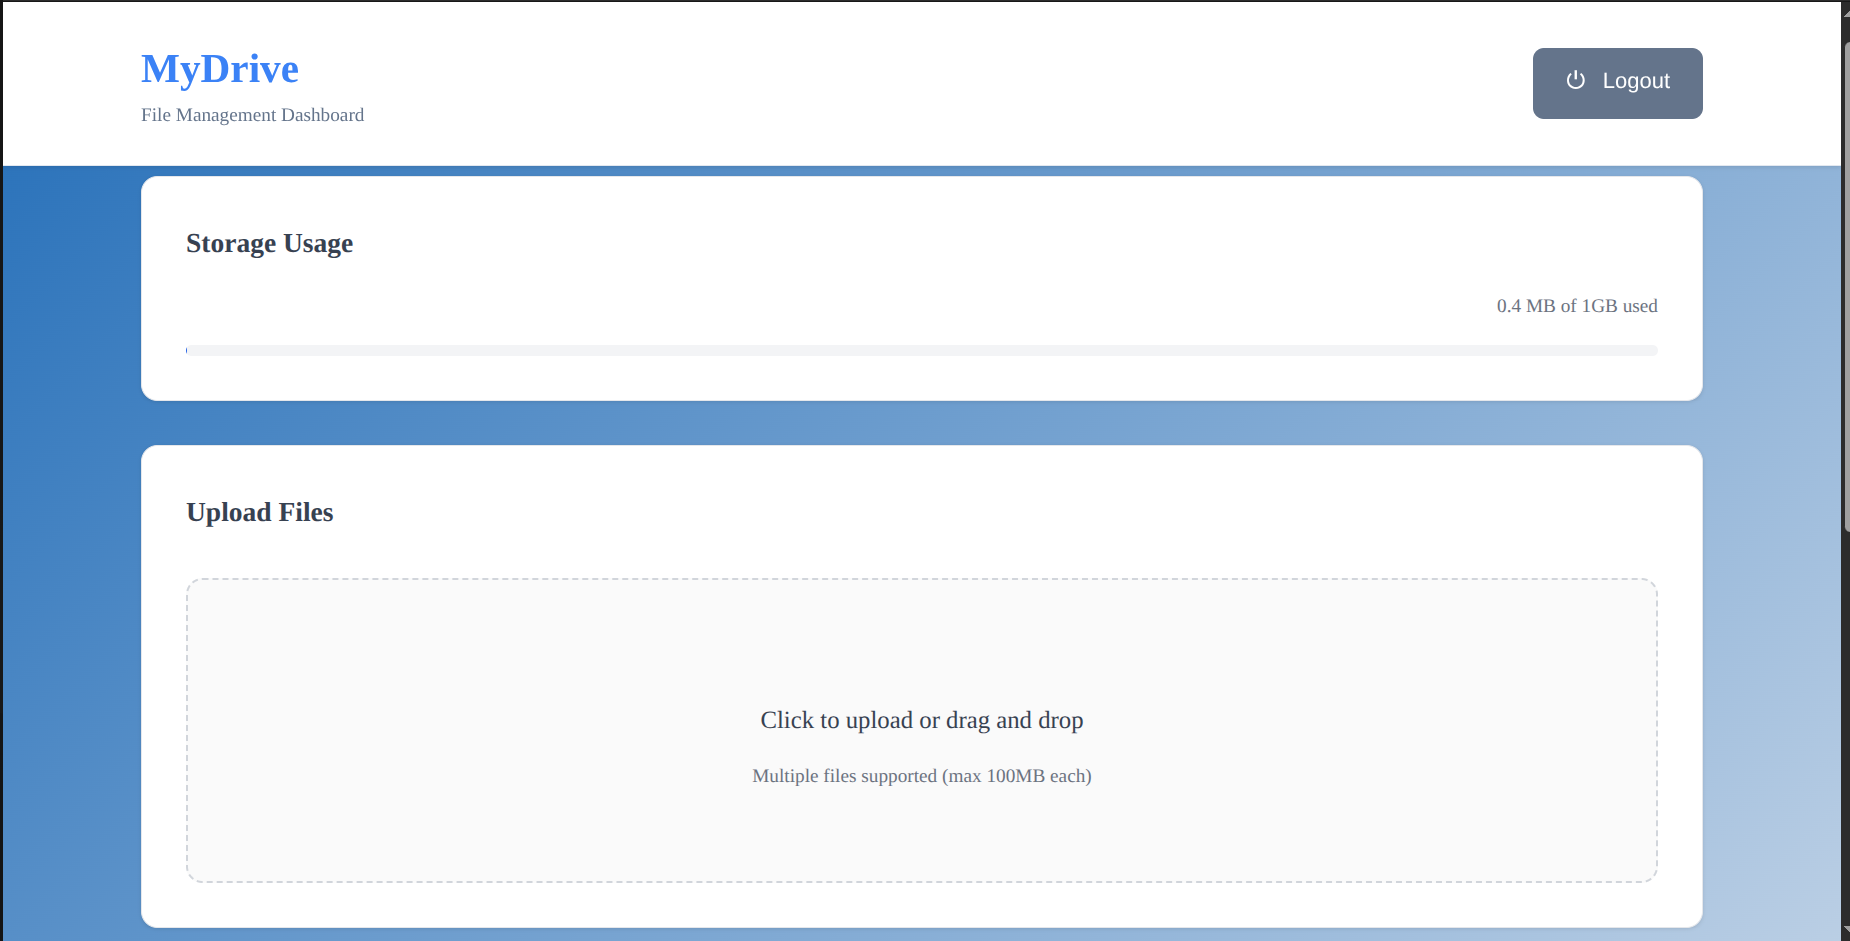 MyDrive
File Management Dashboard
Logout
Storage Usage
0.4 MB of 1GB used
Upload Files
Click to upload or drag and drop
Multiple files supported (max 100MB each)